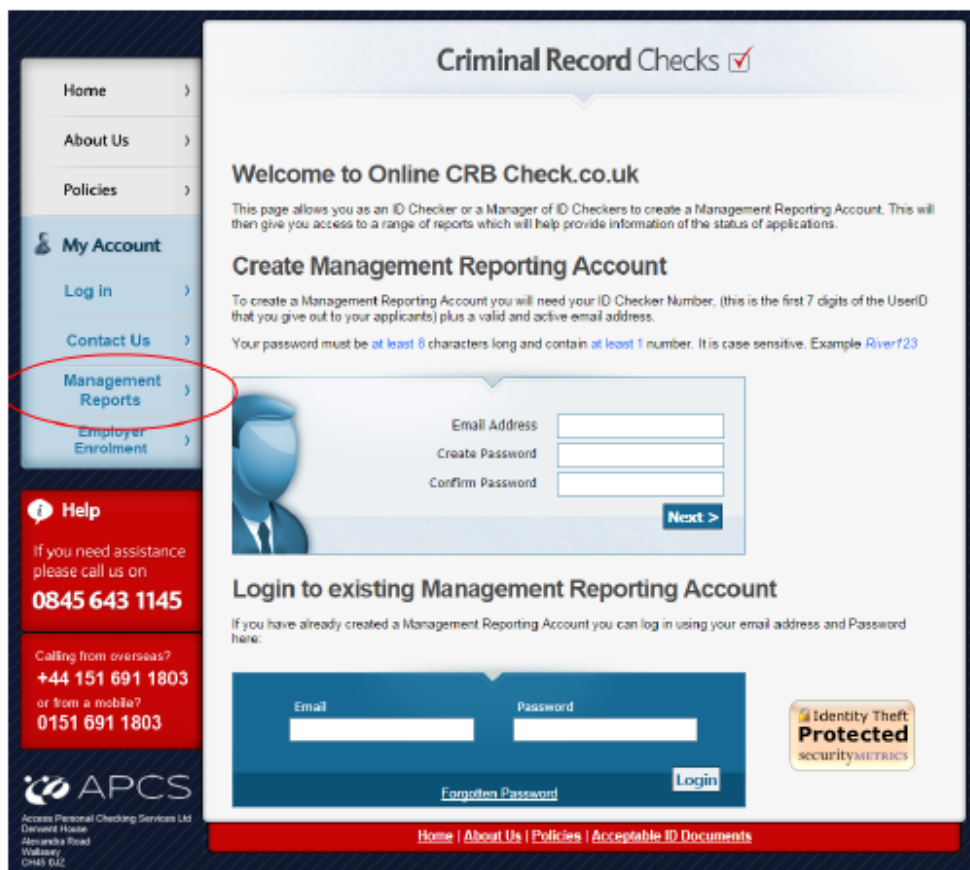 Criminal Record Checks
Home
About Us
Policies
My Account
Log in
Contact Us
Management
Reports
Employer
Enrolment
Help
If you need assistance
please call us on
0845 643 1145
Calling from overseas?
+44 151 691 1803
or from a mobile?
0151 691 1803
APCS
Access Personal Checking Services Ltd
Derwent House
Alexandra Road
Wallasey
CH45 0JZ
Welcome to Online CRB Check.co.uk
This page allows you as an ID Checker or a Manager of ID Checkers to create a Management Reporting Account. This will
then give you access to a range of reports which will help provide information of the status of applications.
Create Management Reporting Account
To create a Management Reporting Account you will need your ID Checker Number, (this is the first 7 digits of the UserID
that you give out to your applicants) plus a valid and active email address.
Your password must be at least 8 characters long and contain at least 1 number. It is case sensitive. Example River123
Email Address
Create Password
Confirm Password
Next >
Login to existing Management Reporting Account
If you have already created a Management Reporting Account you can log in using your email address and Password
here:
Email
Password
Login
Forgotten Password
Identity Theft
Protected
securityMETRICS
Home | About Us | Policies | Acceptable ID Documents